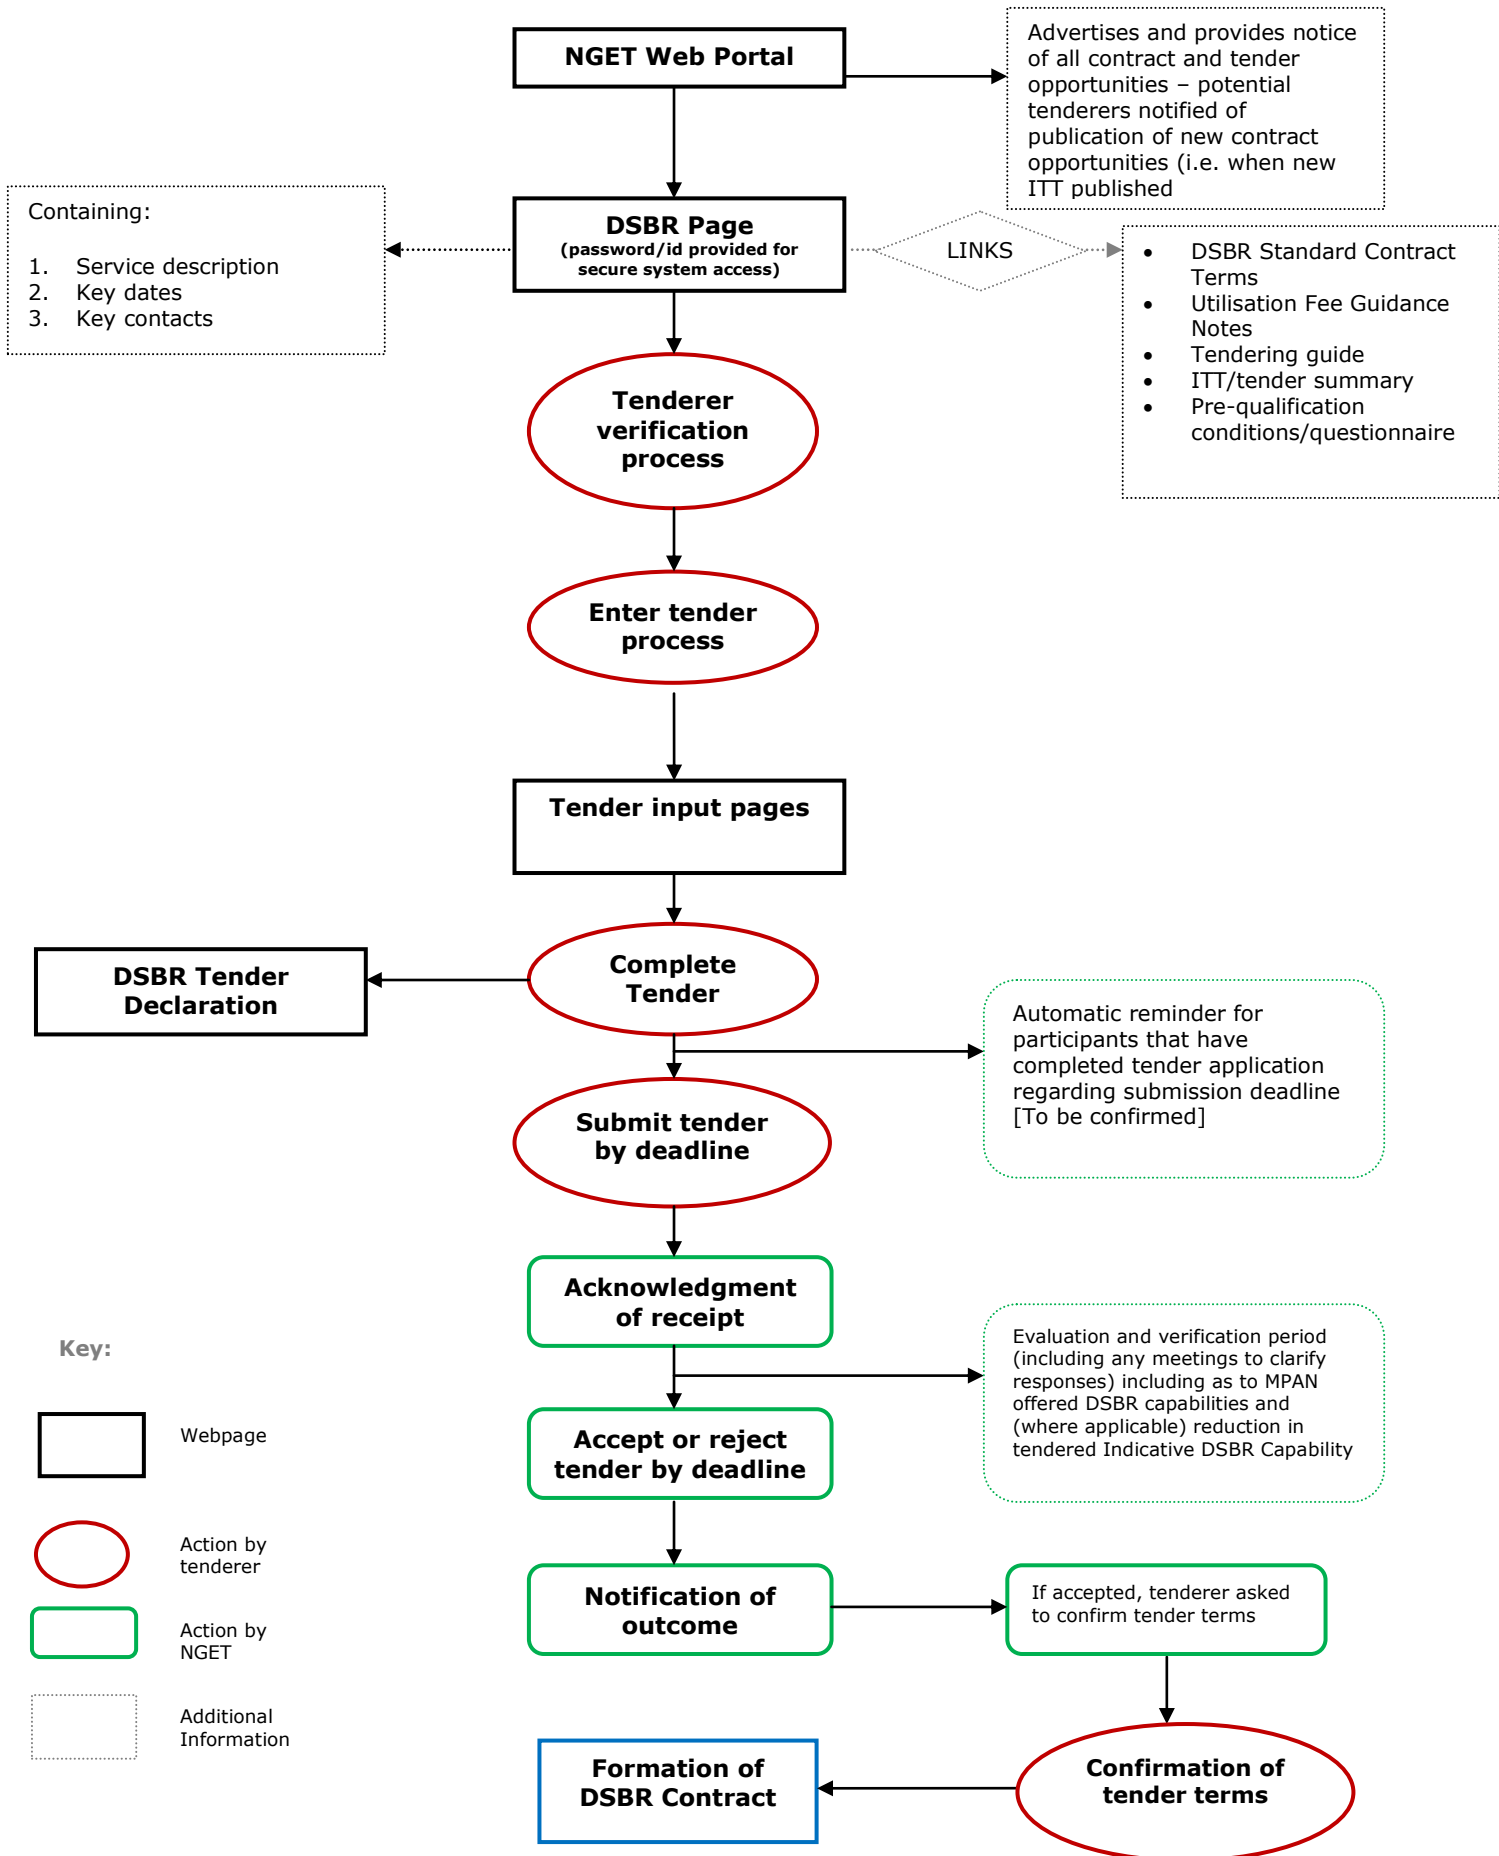 NGET Web Portal
Advertises and provides notice
of all contract and tender
opportunities – potential
tenderers notified of
publication of new contract
opportunities (i.e. when new
ITT published
Containing:
1. Service description
2. Key dates
3. Key contacts
DSBR Page
(password/id provided for
secure system access)
LINKS
• DSBR Standard Contract
Terms
• Utilisation Fee Guidance
Notes
• Tendering guide
• ITT/tender summary
• Pre-qualification
conditions/questionnaire
Tenderer
verification
process
Enter tender
process
Tender input pages
DSBR Tender
Declaration
Complete
Tender
Automatic reminder for
participants that have
completed tender application
regarding submission deadline
[To be confirmed]
Submit tender
by deadline
Acknowledgment
of receipt
Evaluation and verification period
(including any meetings to clarify
responses) including as to MPAN
offered DSBR capabilities and
(where applicable) reduction in
tendered Indicative DSBR Capability
Accept or reject
tender by deadline
Notification of
outcome
If accepted, tenderer asked
to confirm tender terms
Confirmation of
tender terms
Formation of
DSBR Contract
Key:
Webpage
Action by
tenderer
Action by
NGET
Additional
Information